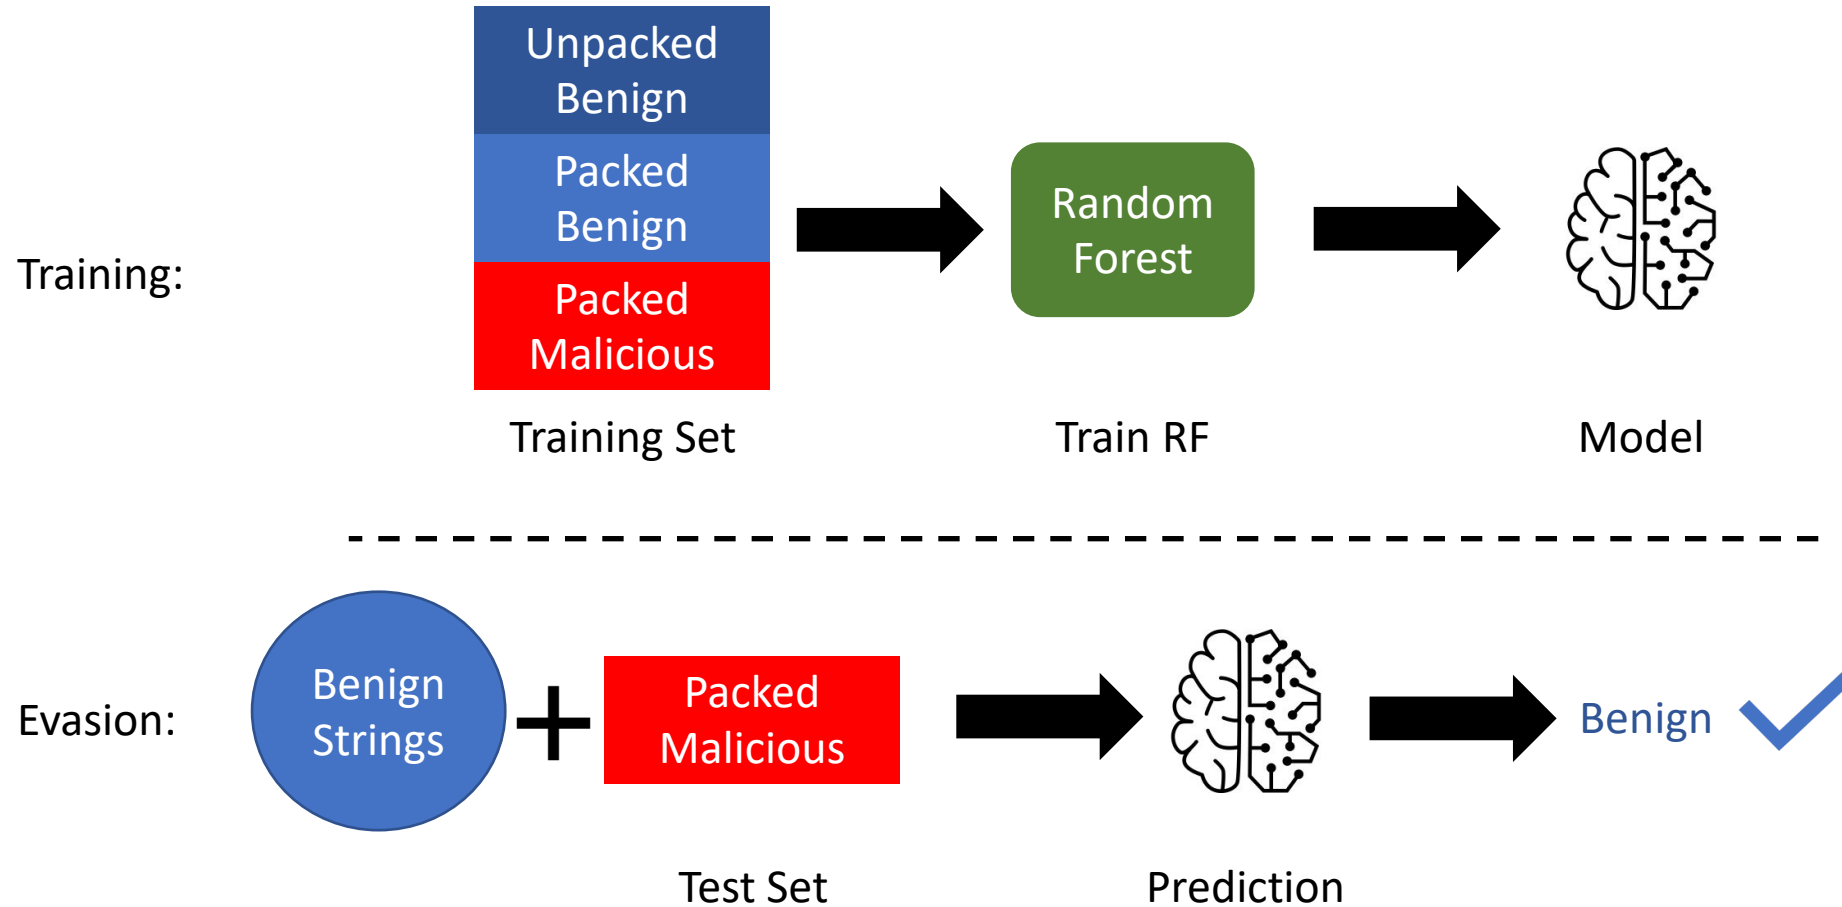 Unpacked
Benign
Packed
Benign
Packed
Malicious
Random
Forest
Training:
Training Set
Train RF
Model
Benign
Strings
Packed
Malicious
Benign
Evasion:
Test Set
Prediction